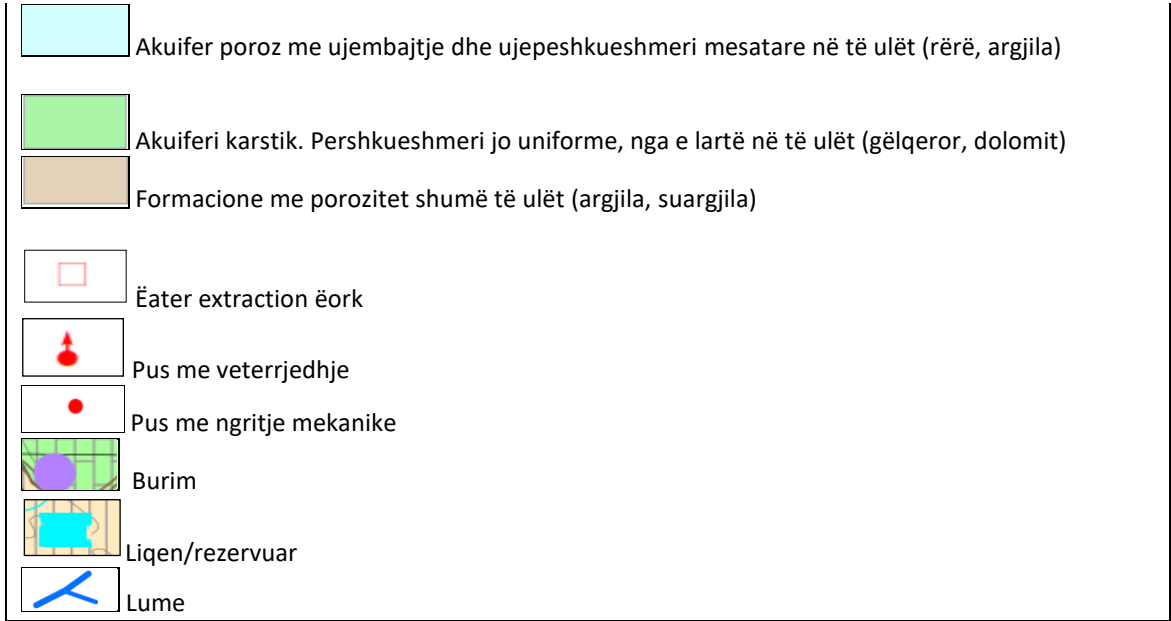 Akuifer poroz me ujembajtje dhe ujepeshkueshmeri mesatare në të ulët (rërë, argjila)
Akuiferi karstik. Pershkueshmeri jo uniforme, nga e lartë në të ulët (gëlqeror, dolomit)
Formacione me porozitet shumë të ulët (argjila, suargjila)
Ëater extraction ëork
Pus me veterrjedhje
Pus me ngritje mekanike
Burim
Liqen/rezervuar
Lume